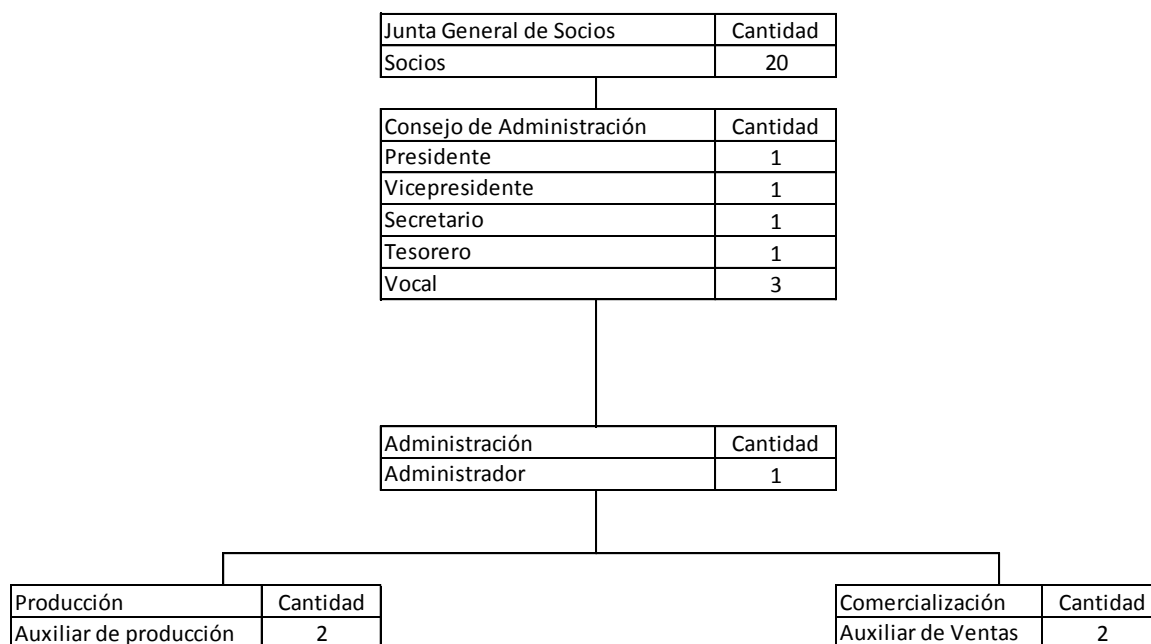 Junta General de Socios Cantidad
Socios 20
Consejo de Administración Cantidad
Presidente 1
Vicepresidente 1
Secretario 1
Tesorero 1
Vocal 3
Administración Cantidad
Administrador 1
Producción Cantidad
Auxiliar de producción 2
Comercialización Cantidad
Auxiliar de Ventas 2